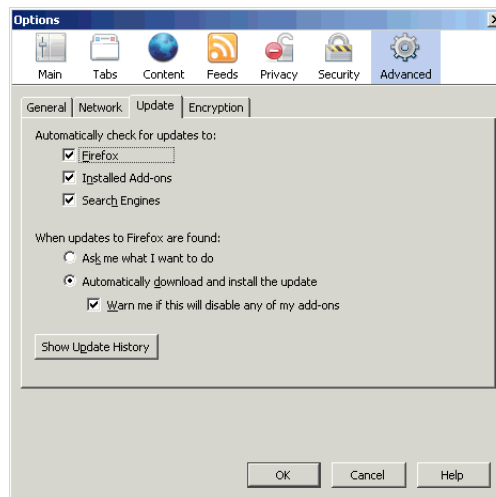 Options
Main Tabs Content Feeds Privacy Security Advanced
General Network Update Encryption
Automatically check for updates to:
Firefox
Installed Add-ons
Search Engines
When updates to Firefox are found:
Ask me what I want to do
Automatically download and install the update
Warn me if this will disable any of my add-ons
Show Update History
OK Cancel Help